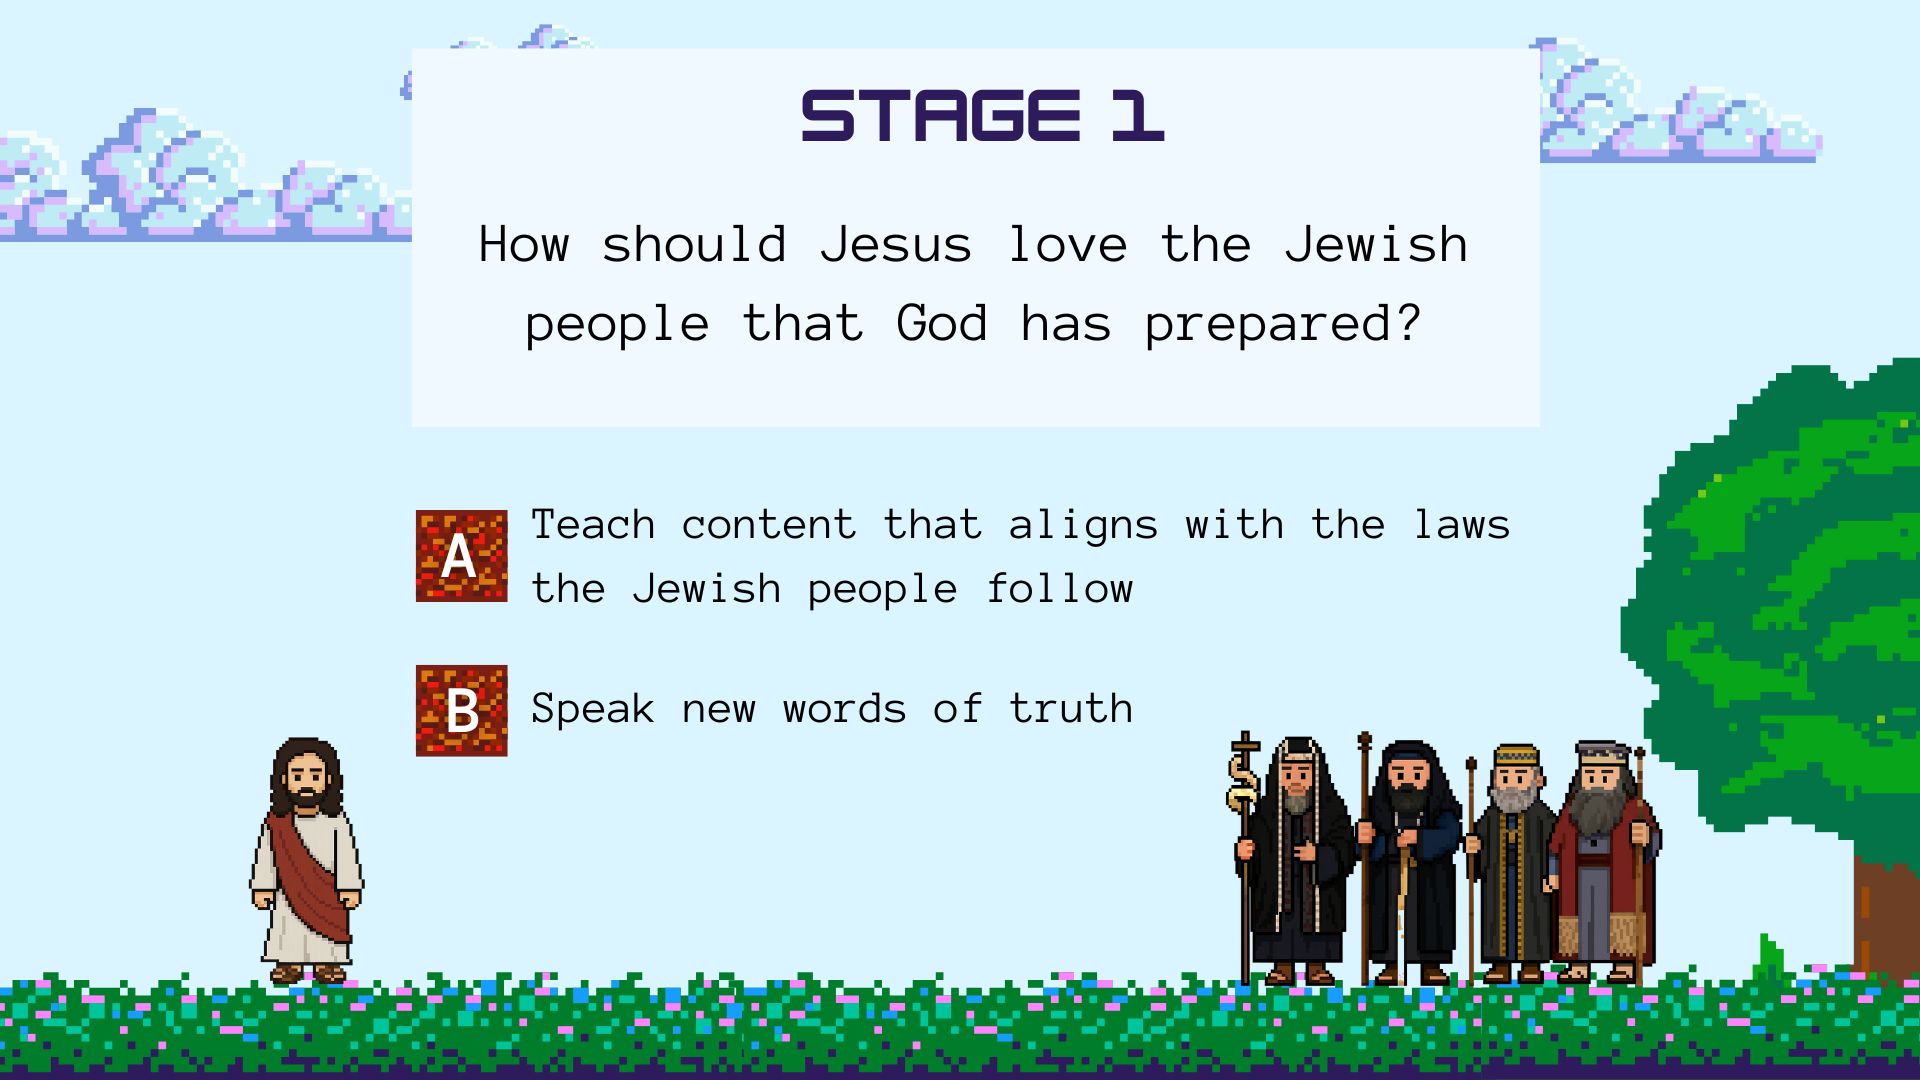 STAGE 1
How should Jesus love the Jewish
people that God has prepared?
A
Teach content that aligns with the laws
the Jewish people follow
B
Speak new words of truth